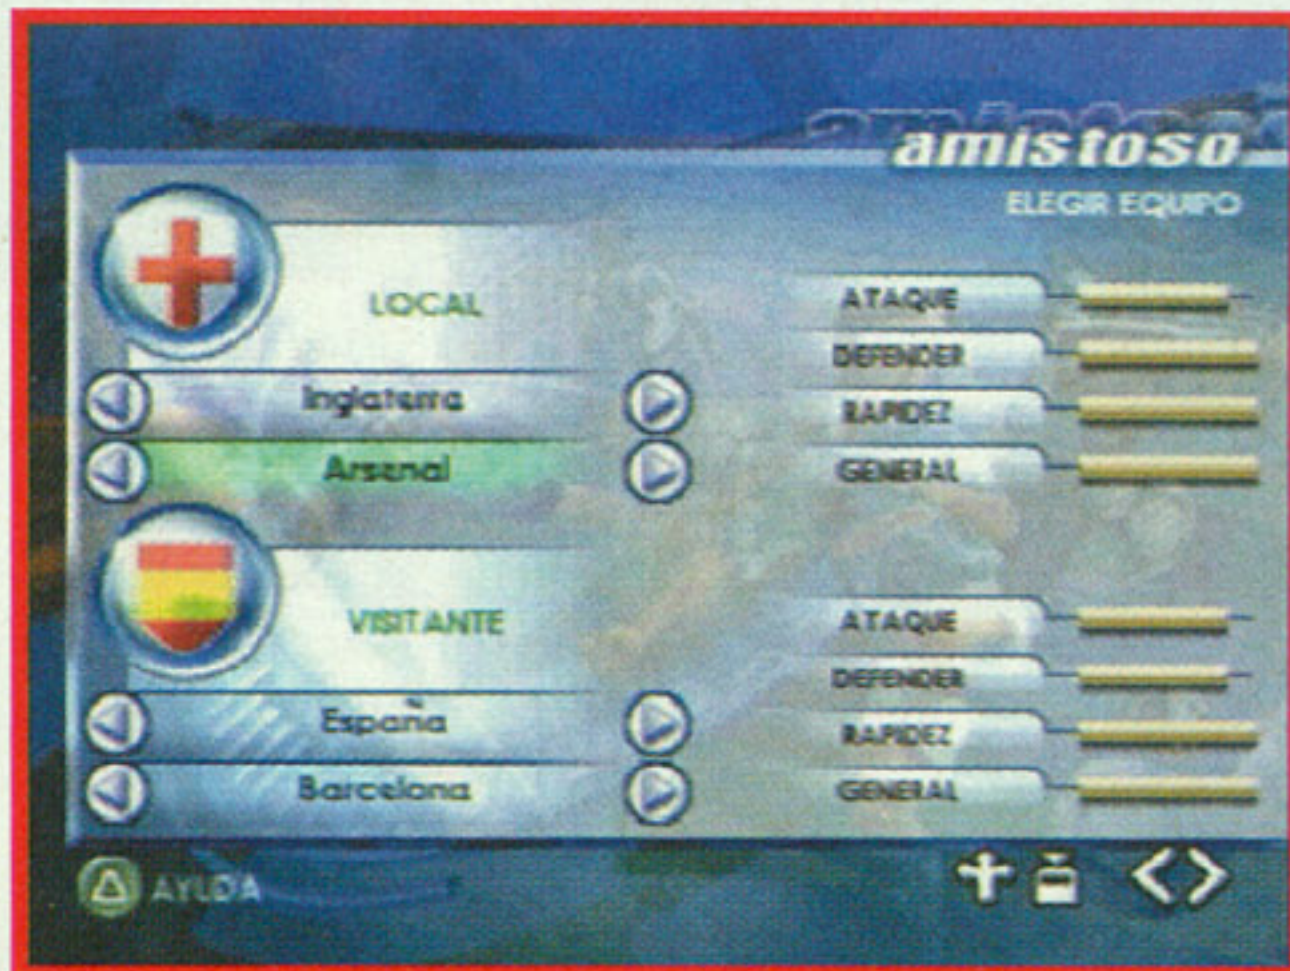 amistoso
ELEGIR EQUIPO
LOCAL
Inglaterra
Arsenal
ATAQUE
DEFENDER
RAPIDEZ
GENERAL
VISITANTE
España
Barcelona
ATAQUE
DEFENDER
RAPIDEZ
GENERAL
AYUDA